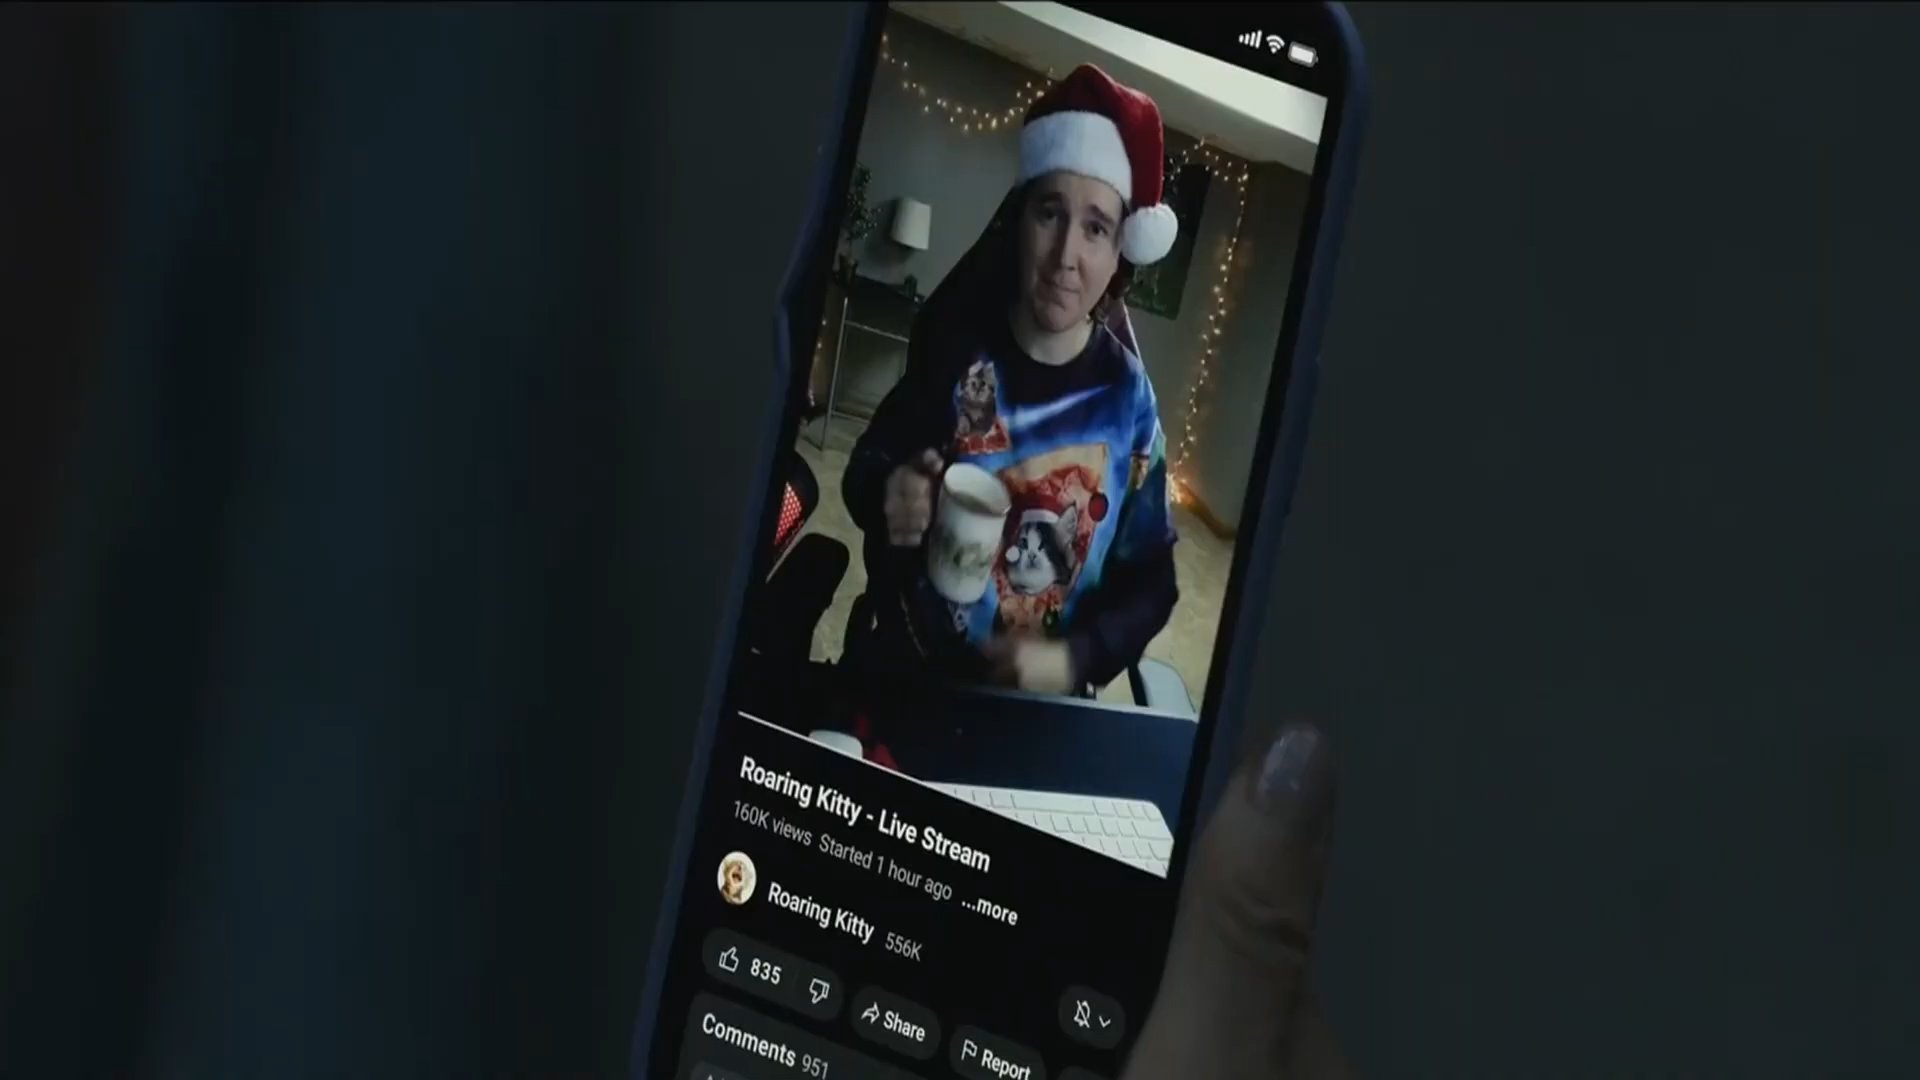 Roaring Kitty - Live Stream
160K views Started 1 hour ago ...more
Roaring Kitty 556K
835
Share
Report
Comments 951